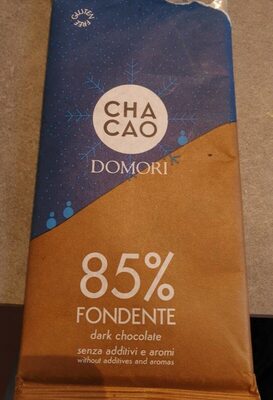 GLUTEN
FREE
CHA
CAO
DOMORI
85%
FONDENTE
dark chocolate
senza additivi e aromi
without additives and aromas